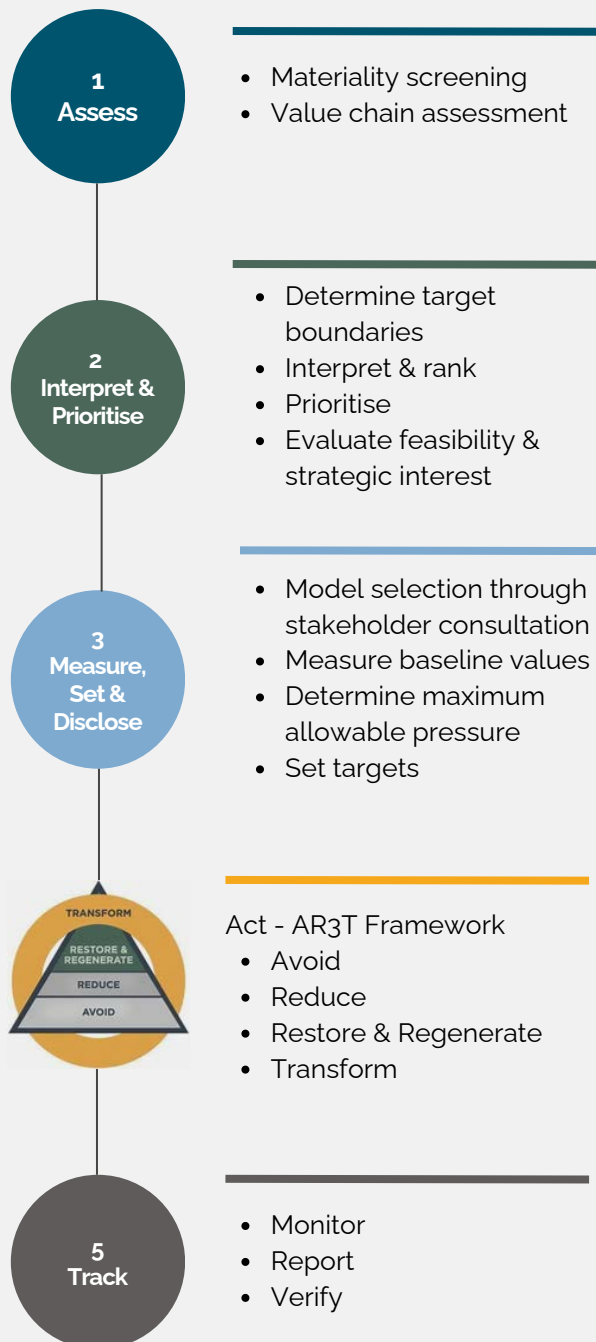 1
Assess
• Materiality screening
• Value chain assessment
2
Interpret &
Prioritise
• Determine target
boundaries
• Interpret & rank
• Prioritise
• Evaluate feasibility &
strategic interest
3
Measure,
Set &
Disclose
• Model selection through
stakeholder consultation
• Measure baseline values
• Determine maximum
allowable pressure
• Set targets
TRANSFORM
RESTORE &
REGENERATE
REDUCE
AVOID
Act - AR3T Framework
• Avoid
• Reduce
• Restore & Regenerate
• Transform
5
Track
• Monitor
• Report
• Verify